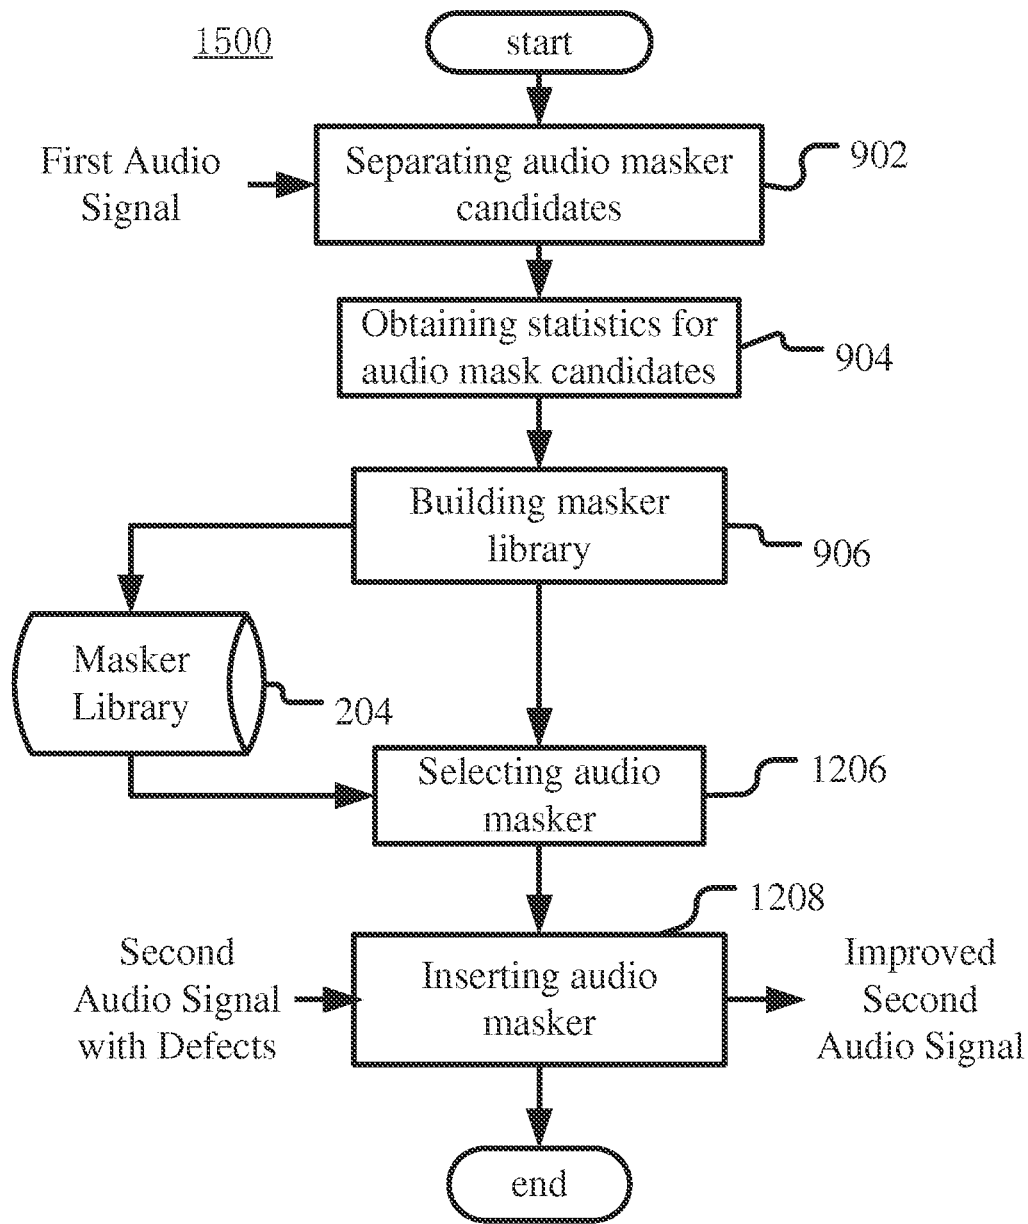 1500
start
First Audio
Signal
Separating audio masker
candidates
902
Obtaining statistics for
audio mask candidates
904
Building masker
library
906
Masker
Library
204
Selecting audio
masker
1206
1208
Second
Audio Signal
with Defects
Inserting audio
masker
Improved
Second
Audio Signal
end